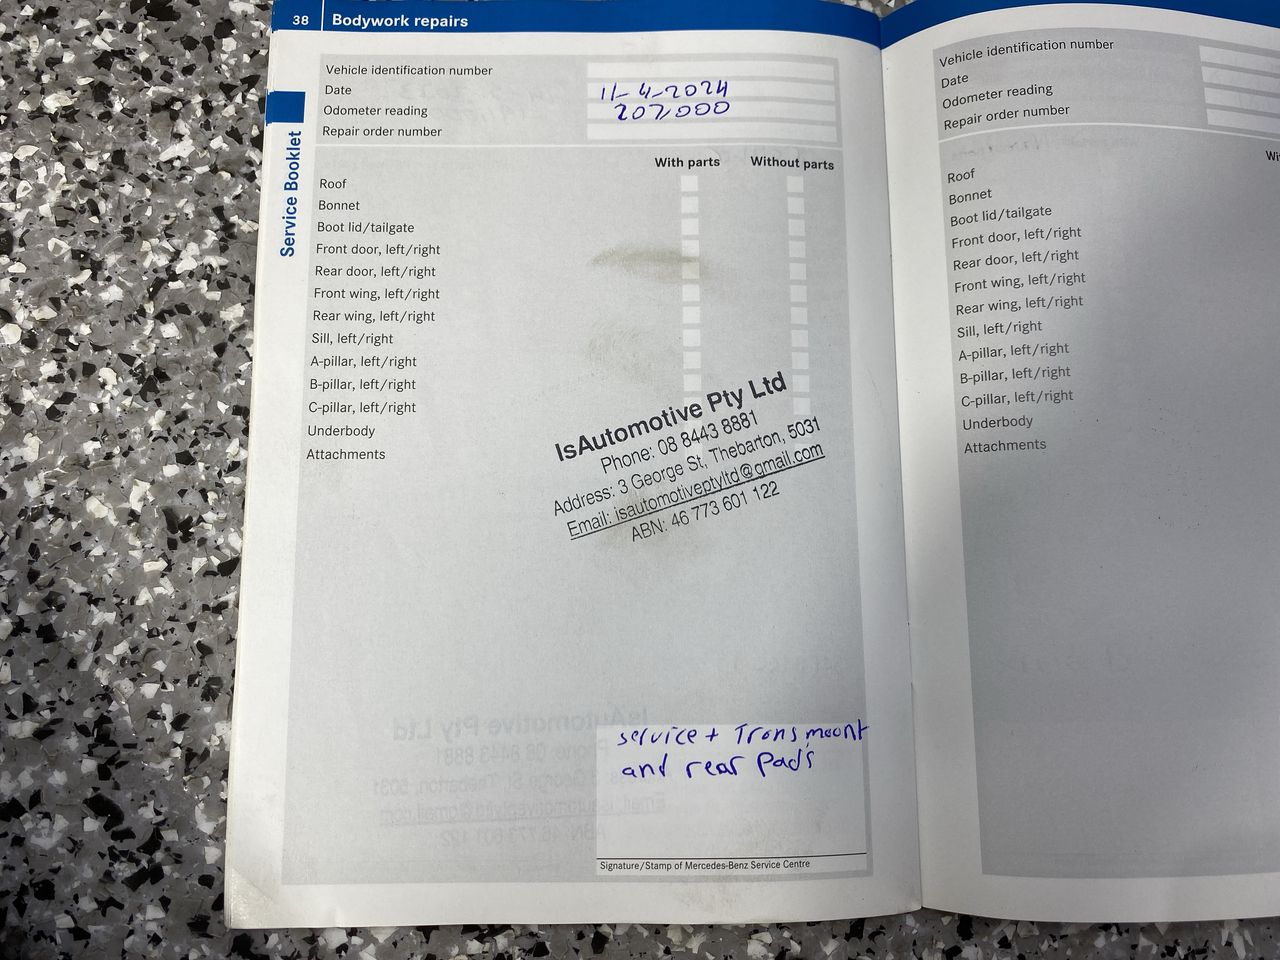 38 Bodywork repairs
Service Booklet
Vehicle identification number
Date 11-4-2024
Odometer reading 207,000
Repair order number
With parts Without parts
Roof
Bonnet
Boot lid/tailgate
Front door, left/right
Rear door, left/right
Front wing, left/right
Rear wing, left/right
Sill, left/right
A-pillar, left/right
B-pillar, left/right
C-pillar, left/right
Underbody
Attachments
IsAutomotive Pty Ltd
Phone: 08 8443 8881
Address: 3 George St, Thebarton, 5031
Email: isautomotiveptyltd@gmail.com
ABN: 46 773 601 122
service + Trans mount
and rear Pads
Signature/Stamp of Mercedes-Benz Service Centre
Vehicle identification number
Date
Odometer reading
Repair order number
Roof
Bonnet
Boot lid/tailgate
Front door, left/right
Rear door, left/right
Front wing, left/right
Rear wing, left/right
Sill, left/right
A-pillar, left/right
B-pillar, left/right
C-pillar, left/right
Underbody
Attachments